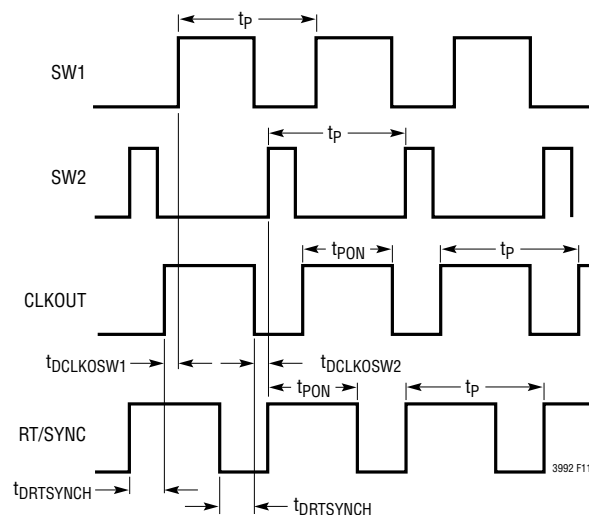 tP
SW1
tP
SW2
tPON
tP
CLKOUT
tDCLKOSW1
tDCLKOSW2
tPON
tP
RT/SYNC
3992 F11
tDRTSYNCH
tDRTSYNCH